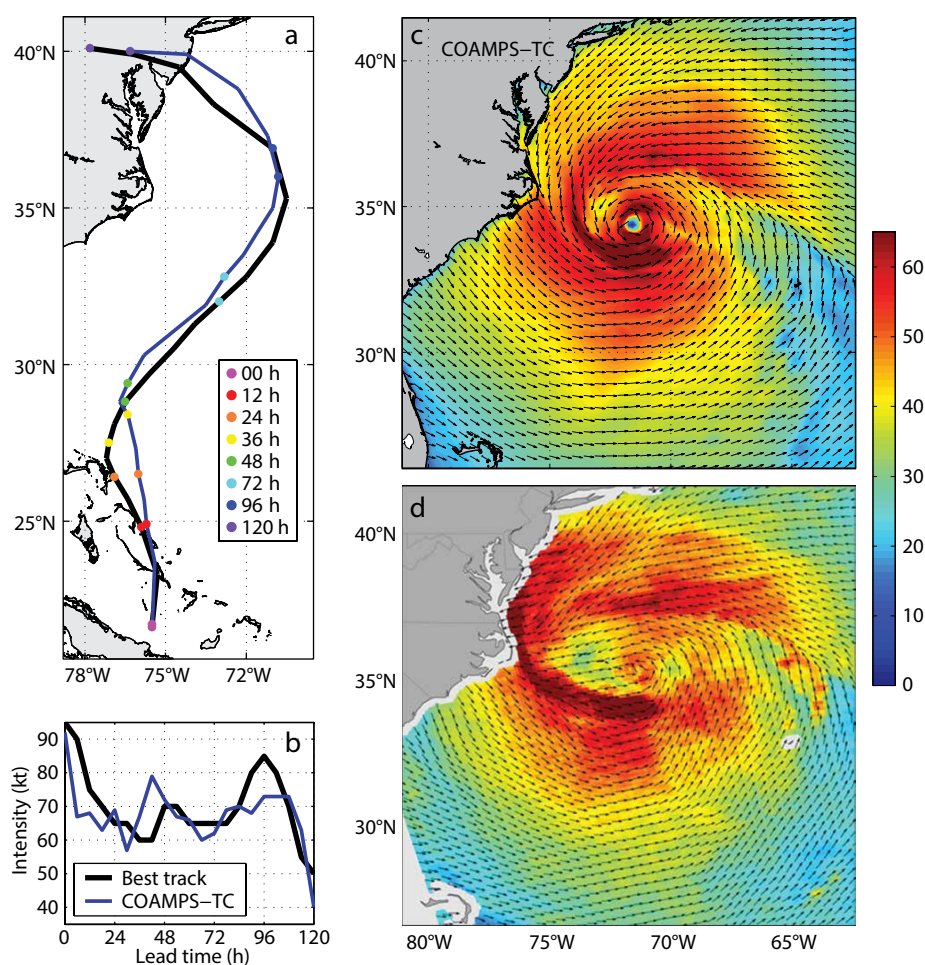 a
40°N
35°N
30°N
25°N
78°W 75°W 72°W
00 h
12 h
24 h
36 h
48 h
72 h
96 h
120 h
b
Intensity (kt)
90
80
70
60
50
40
Best track
COAMPS–TC
0 24 48 72 96 120
Lead time (h)
c
COAMPS–TC
40°N
35°N
30°N
d
40°N
35°N
30°N
80°W 75°W 70°W 65°W
60
50
40
30
20
10
0